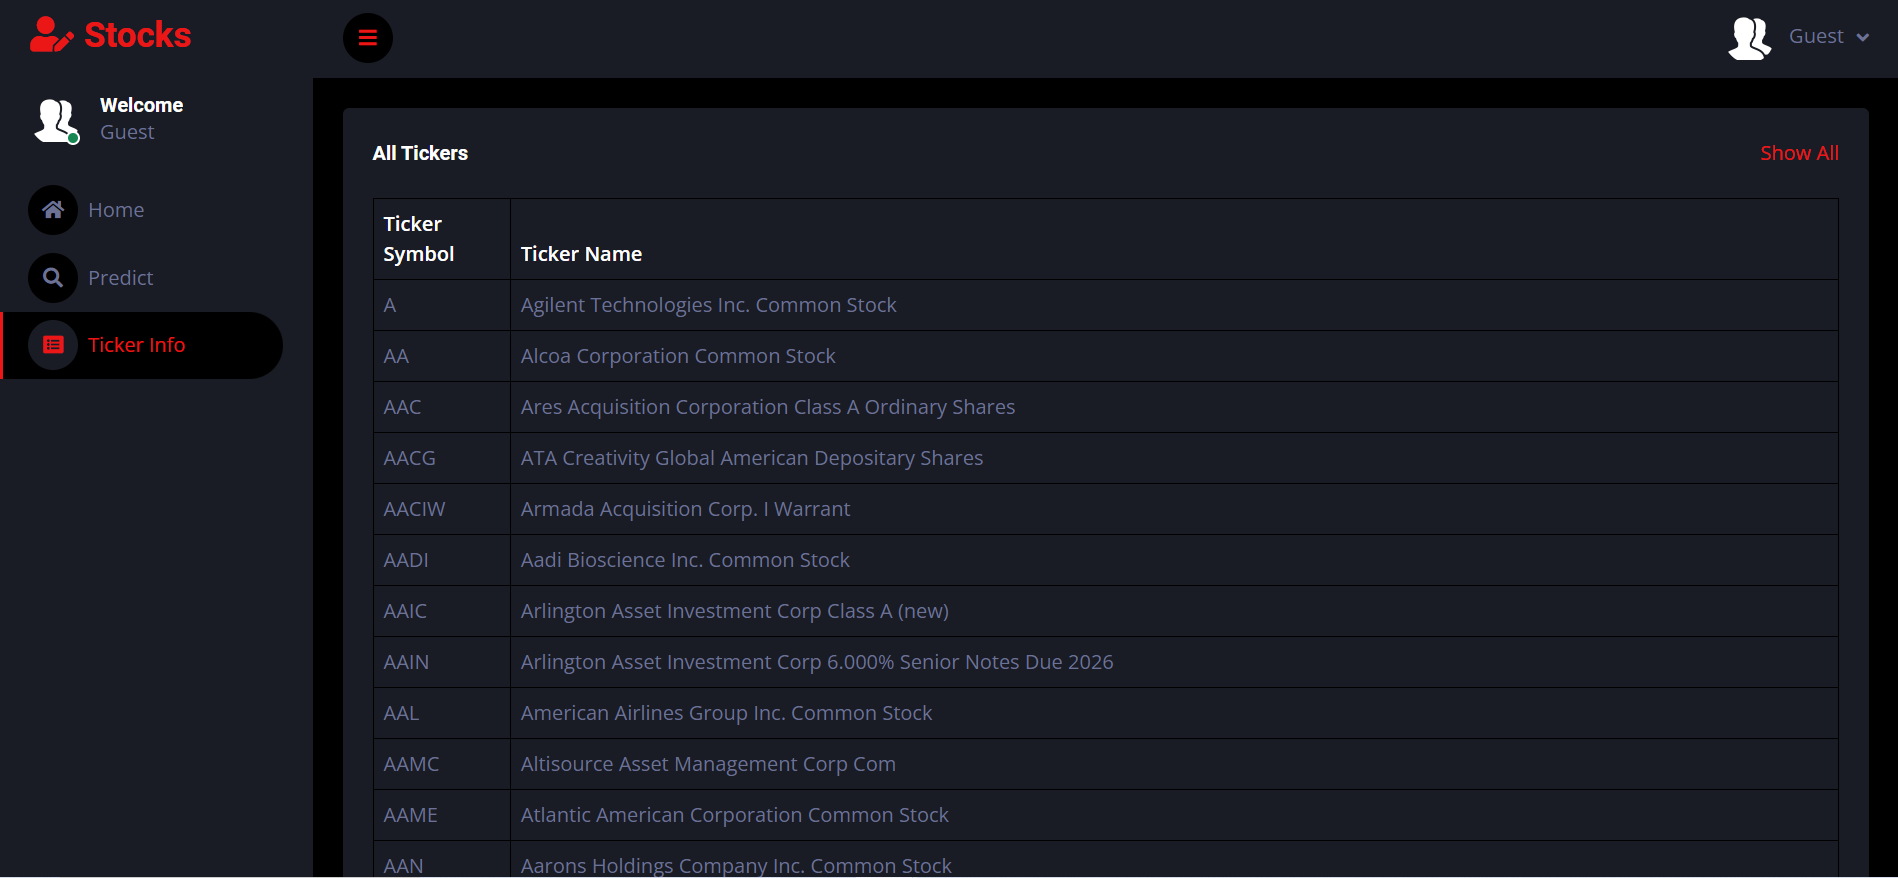 Stocks
Guest
Welcome
Guest
Home
Predict
Ticker Info
All Tickers
Show All
Ticker
Symbol
Ticker Name
A
Agilent Technologies Inc. Common Stock
AA
Alcoa Corporation Common Stock
AAC
Ares Acquisition Corporation Class A Ordinary Shares
AACG
ATA Creativity Global American Depositary Shares
AACIW
Armada Acquisition Corp. I Warrant
AADI
Aadi Bioscience Inc. Common Stock
AAIC
Arlington Asset Investment Corp Class A (new)
AAIN
Arlington Asset Investment Corp 6.000% Senior Notes Due 2026
AAL
American Airlines Group Inc. Common Stock
AAMC
Altisource Asset Management Corp Com
AAME
Atlantic American Corporation Common Stock
AAN
Aarons Holdings Company Inc. Common Stock